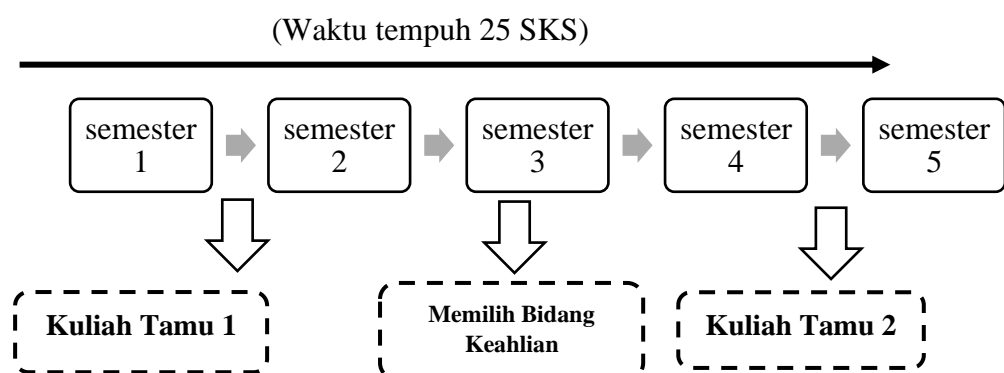 (Waktu tempuh 25 SKS)
semester
1
semester
2
semester
3
semester
4
semester
5
Kuliah Tamu 1
Memilih Bidang
Keahlian
Kuliah Tamu 2